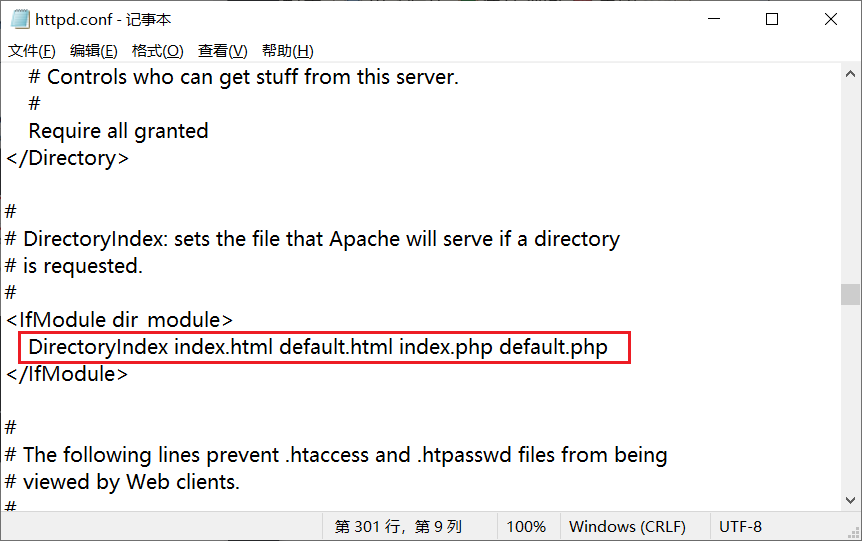 httpd.conf - 记事本
文件(F) 编辑(E) 格式(O) 查看(V) 帮助(H)
# Controls who can get stuff from this server.
#
Require all granted
</Directory>
#
# DirectoryIndex: sets the file that Apache will serve if a directory
# is requested.
#
<IfModule dir_module>
DirectoryIndex index.html default.html index.php default.php
</IfModule>
#
# The following lines prevent .htaccess and .htpasswd files from being
# viewed by Web clients.
#
第 301 行，第 9 列 100% Windows (CRLF) UTF-8